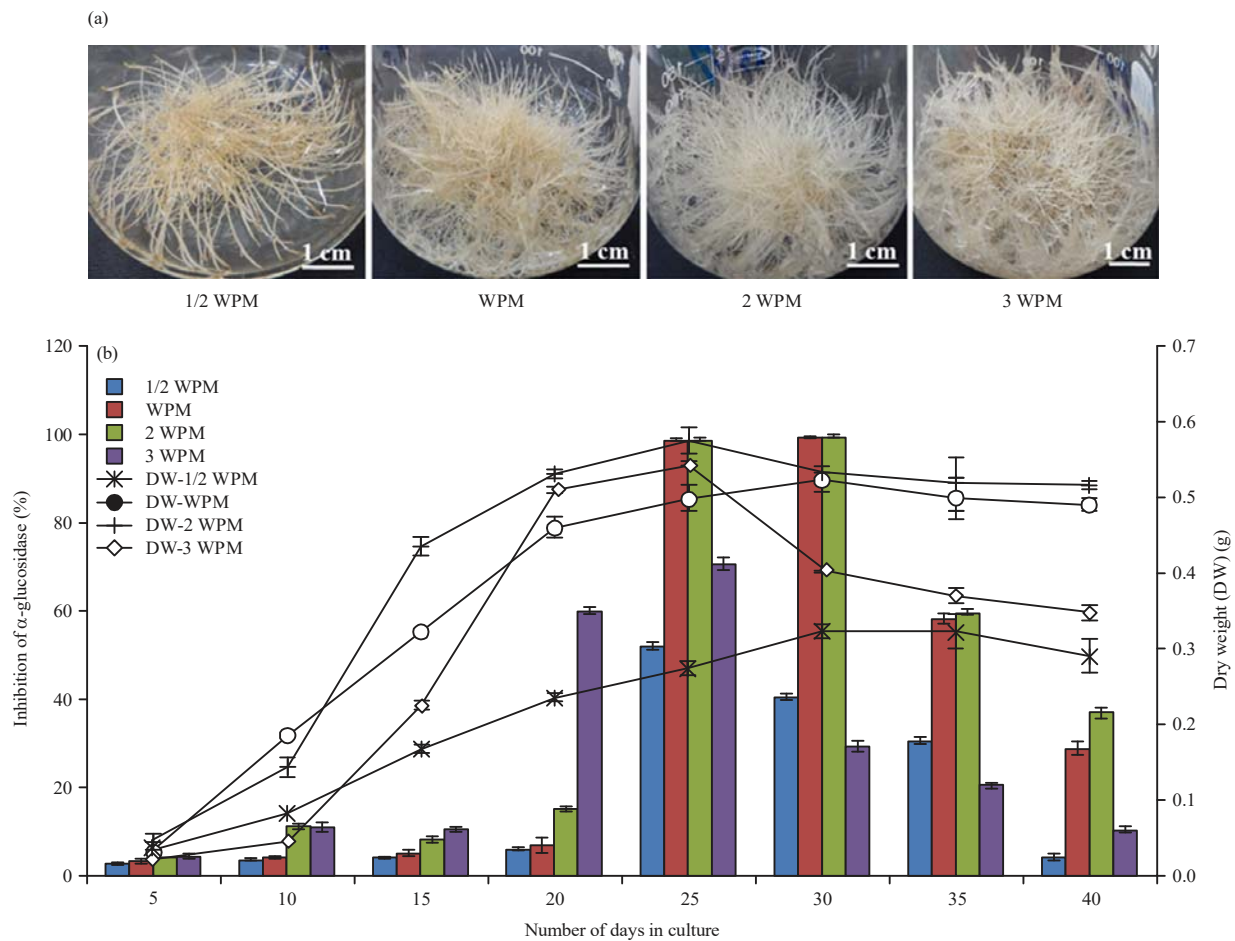 (a)
100
100
100
100
1 cm
1 cm
1 cm
1 cm
1/2 WPM
WPM
2 WPM
3 WPM
(b)
120
100
80
60
40
20
0
Inhibition of α-glucosidase (%)
1/2 WPM
WPM
2 WPM
3 WPM
DW-1/2 WPM
DW-WPM
DW-2 WPM
DW-3 WPM
0.7
0.6
0.5
0.4
0.3
0.2
0.1
0.0
Dry weight (DW) (g)
5 10 15 20 25 30 35 40
Number of days in culture